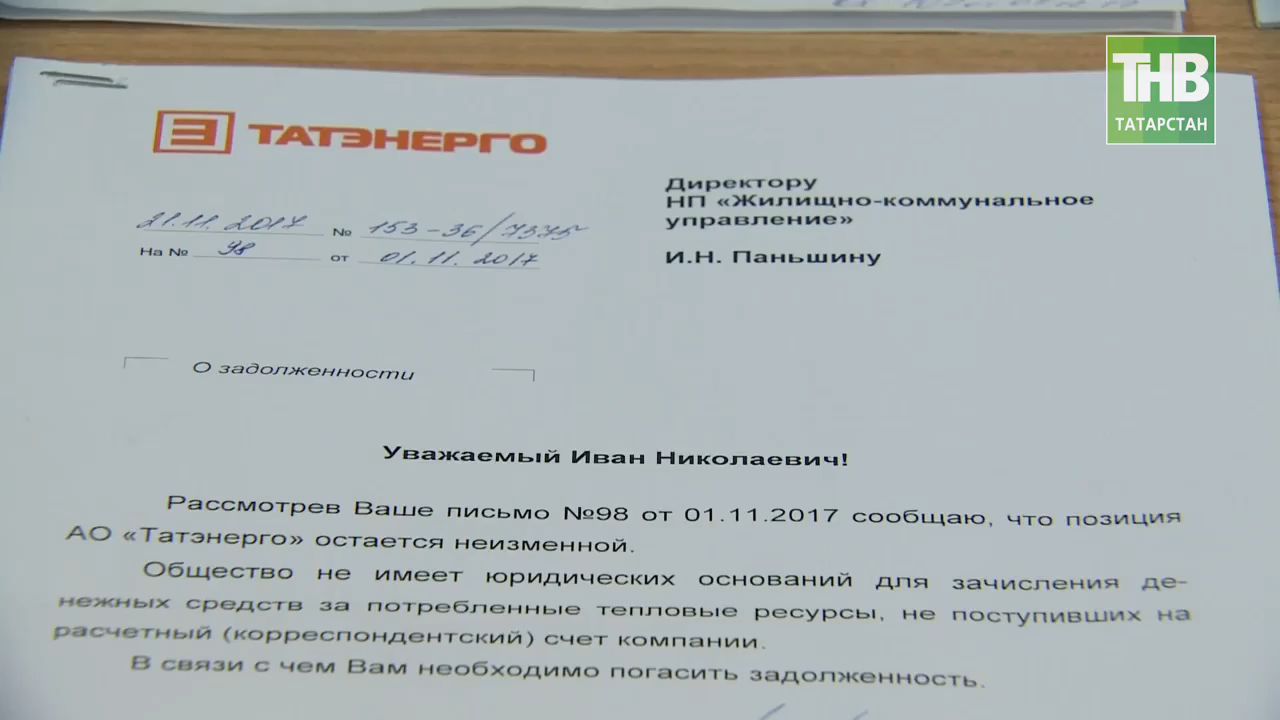 ТНВ
ТАТАРСТАН
ТАТЭНЕРГО
21.11.2017 № 153-36/7375
На № 98 от 01.11.2017
Директору
НП «Жилищно-коммунальное
управление»
И.Н. Паньшину
О задолженности
Уважаемый Иван Николаевич!
Рассмотрев Ваше письмо №98 от 01.11.2017 сообщаю, что позиция
АО «Татэнерго» остается неизменной.
Общество не имеет юридических оснований для зачисления де-
нежных средств за потребленные тепловые ресурсы, не поступивших на
расчетный (корреспондентский) счет компании.
В связи с чем Вам необходимо погасить задолженность.